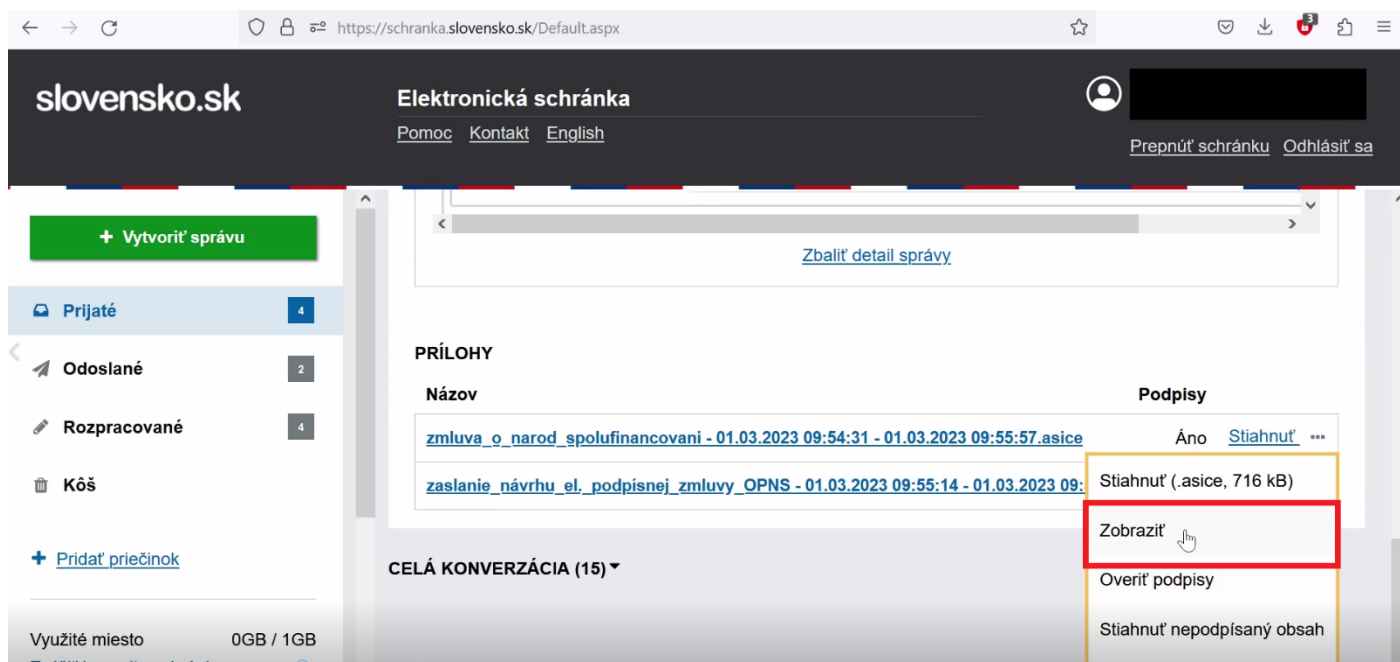 https://schranka.slovensko.sk/Default.aspx
3
slovensko.sk
Elektronická schránka
Pomoc Kontakt English
Prepnúť schránku Odhlásiť sa
+ Vytvoriť správu
Zbaliť detail správy
Prijaté 4
Odoslané 2
Rozpracované 4
Kôš
+ Pridať priečinok
Využité miesto 0GB / 1GB
PRÍLOHY
Názov Podpisy
zmluva_o_narod_spolufinancovani - 01.03.2023 09:54:31 - 01.03.2023 09:55:57.asice Áno Stiahnuť ...
zaslanie_návrhu_el._podpísnej_zmluvy_OPNS - 01.03.2023 09:55:14 - 01.03.2023 09:
Stiahnuť (.asice, 716 kB)
Zobraziť
Overiť podpisy
Stiahnuť nepodpísaný obsah
CELÁ KONVERZÁCIA (15)